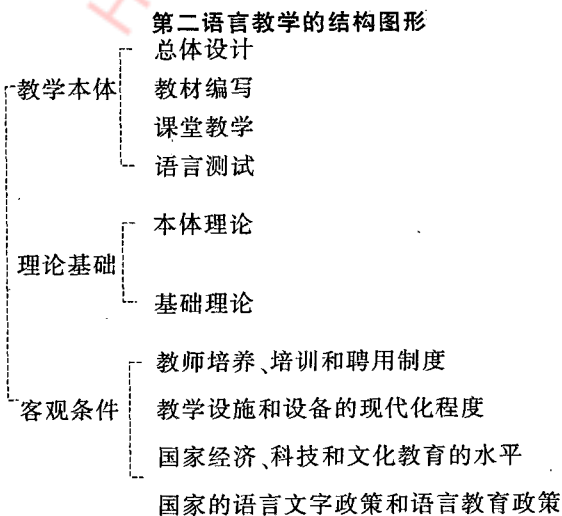 第二语言教学的结构图形
总体设计
教学本体
教材编写
课堂教学
语言测试
本体理论
理论基础
基础理论
教师培养、培训和聘用制度
客观条件
教学设施和设备的现代化程度
国家经济、科技和文化教育的水平
国家的语言文字政策和语言教育政策